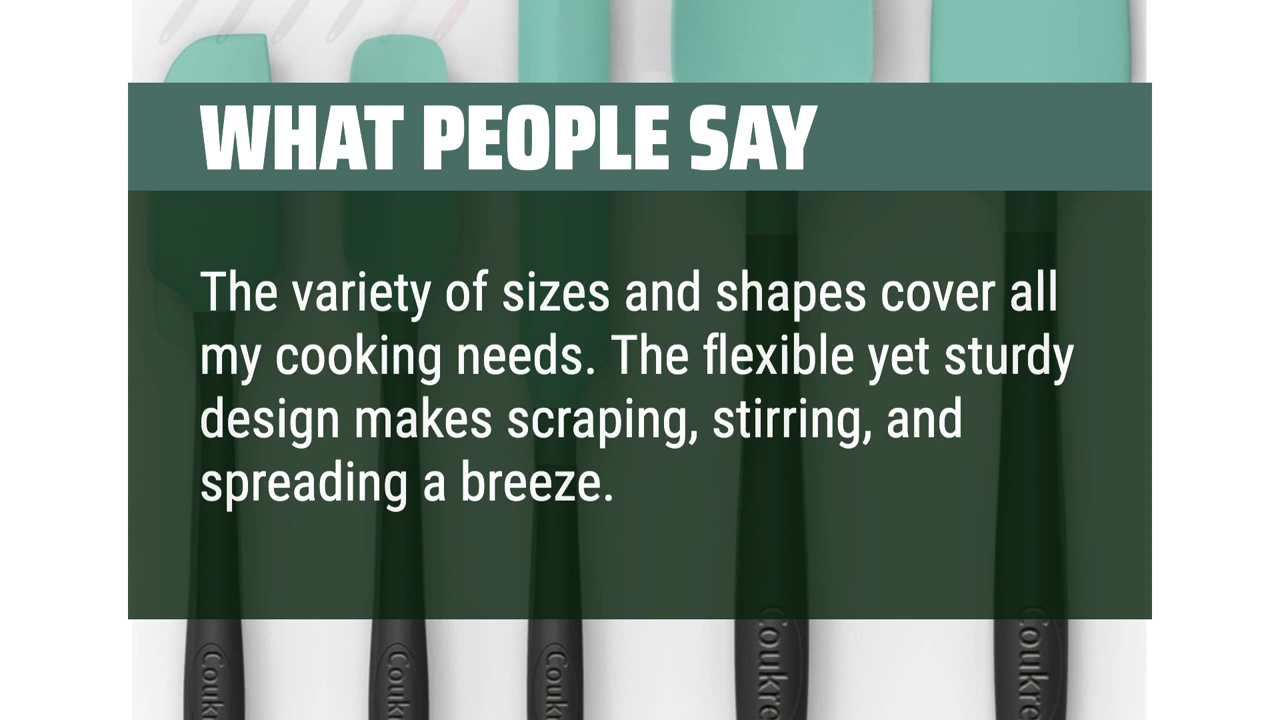 WHAT PEOPLE SAY
The variety of sizes and shapes cover all
my cooking needs. The flexible yet sturdy
design makes scraping, stirring, and
spreading a breeze.